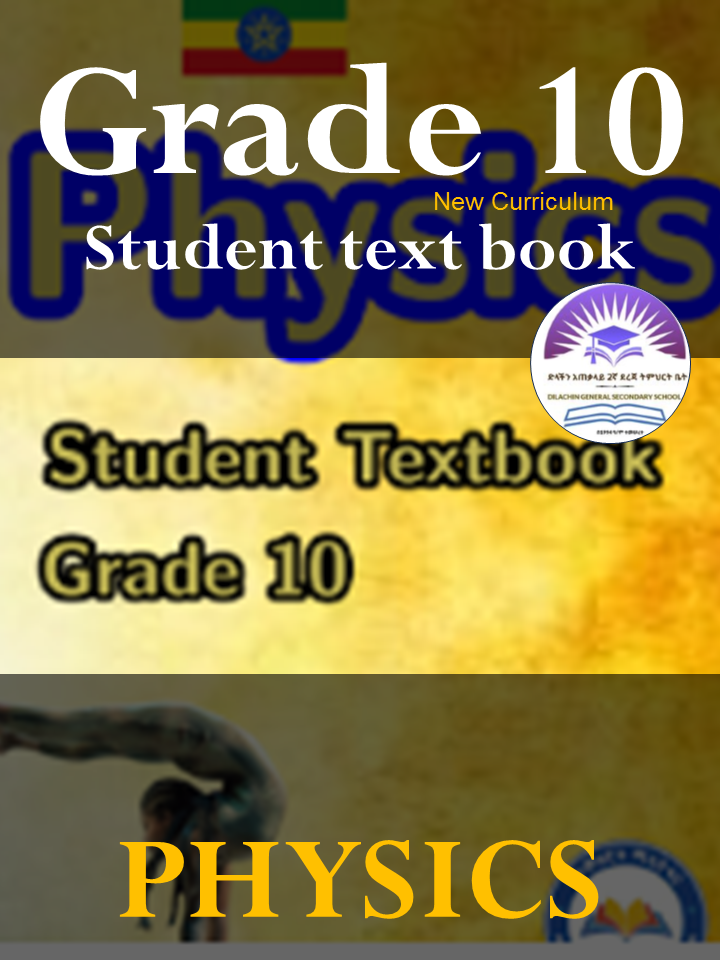 Grade 10
Physics
New Curriculum
Student text book
ድላችን አጠቃላይ 2ኛ ደረጃ ትምህርት ቤት
DILACHIN GENERAL SECONDARY SCHOOL
Student Textbook
Grade 10
PHYSICS